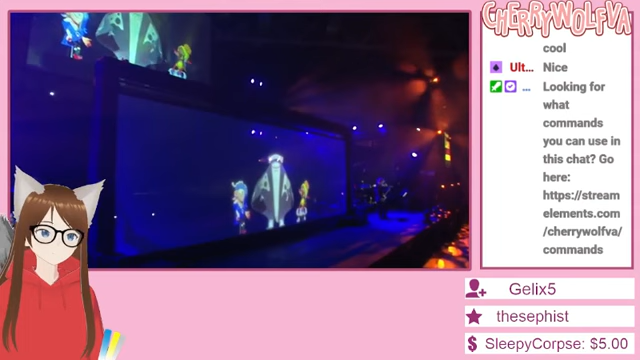 CHERRYWOLFVA
cool
Ult... Nice
... Looking for
what
commands
you can use in
this chat? Go
here:
https://stream
elements.com
/cherrywolfva/
commands
Gelix5
thesephist
$ SleepyCorpse: $5.00